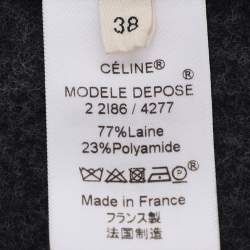 38
CÉLINE®
MODELE DEPOSE
2 2I86 / 4277
77%Laine
23%Polyamide
Made in France
フランス製
法国制造